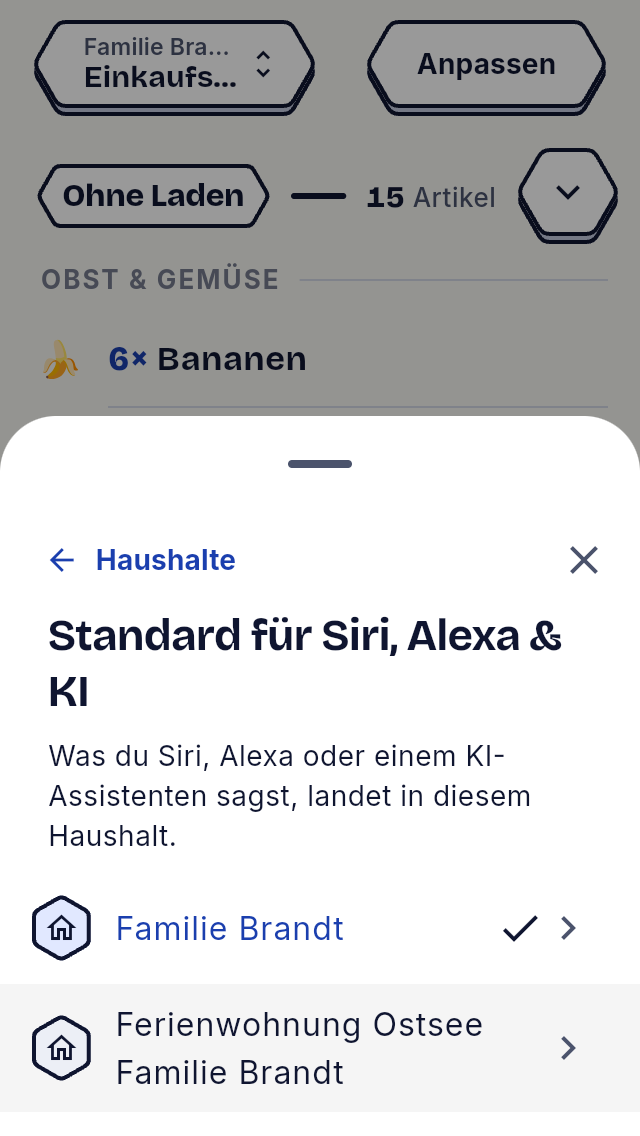 Familie Bra...
Einkaufs...
Anpassen
Ohne Laden
15 Artikel
OBST & GEMÜSE
6× Bananen
Haushalte
Standard für Siri, Alexa &
KI
Was du Siri, Alexa oder einem KI-
Assistenten sagst, landet in diesem
Haushalt.
Familie Brandt
Ferienwohnung Ostsee
Familie Brandt